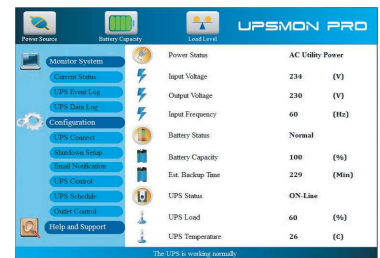 UPSMON PRO
Power Source Battery Capacity Load Level
Monitor System
Current Status
UPS Event Log
UPS Data Log
Configuration
UPS Connect
Shutdown Setup
Email Notification
UPS Control
UPS Schedule
Outlet Control
Help and Support
Power Status AC Utility Power
Input Voltage 234 (V)
Output Voltage 230 (V)
Input Frequency 60 (Hz)
Battery Status Normal
Battery Capacity 100 (%)
Est. Backup Time 229 (Min)
UPS Status ON-Line
UPS Load 60 (%)
UPS Temperature 26 (C)
The UPS is working normally